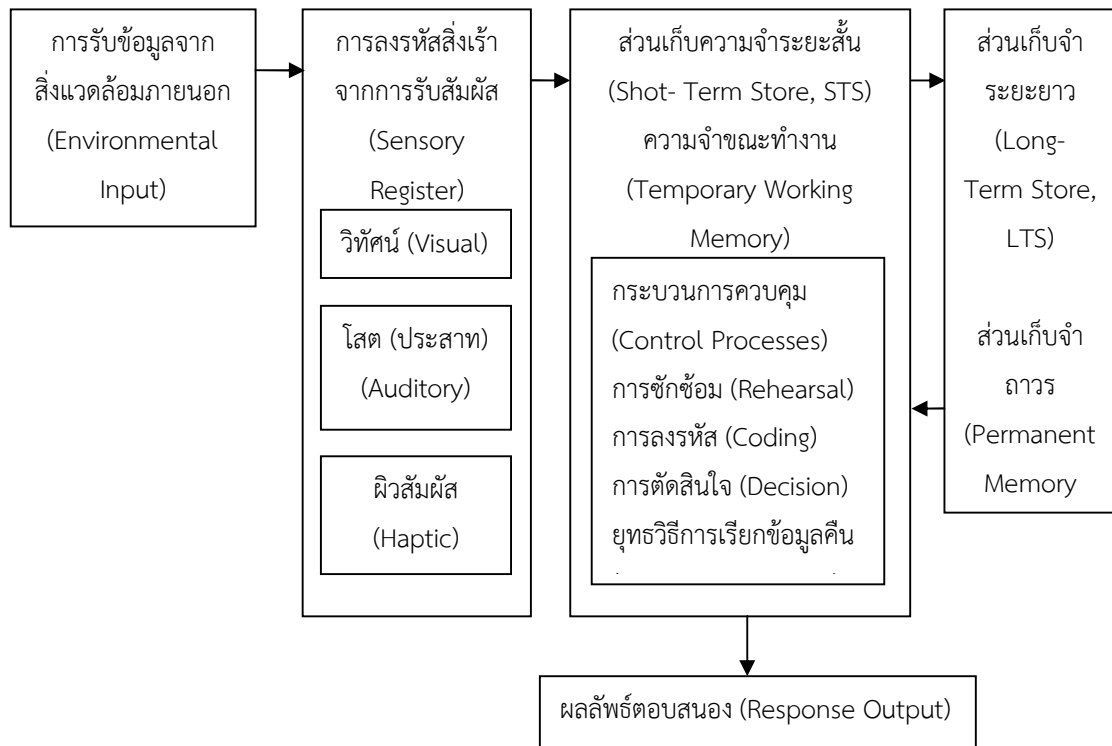 การรับข้อมูลจาก
สิ่งแวดล้อมภายนอก
(Environmental
Input)
การลงรหัสสิ่งเร้า
จากการรับสัมผัส
(Sensory
Register)
วิทัศน์ (Visual)
โสต (ประสาท)
(Auditory)
ผิวสัมผัส
(Haptic)
ส่วนเก็บความจำระยะสั้น
(Shot- Term Store, STS)
ความจำขณะทำงาน
(Temporary Working
Memory)
กระบวนการควบคุม
(Control Processes)
การซักซ้อม (Rehearsal)
การลงรหัส (Coding)
การตัดสินใจ (Decision)
ยุทธวิธีการเรียกข้อมูลคืน
ส่วนเก็บจำ
ระยะยาว
(Long-
Term Store,
LTS)
ส่วนเก็บจำ
ถาวร
(Permanent
Memory
ผลลัพธ์ตอบสนอง (Response Output)